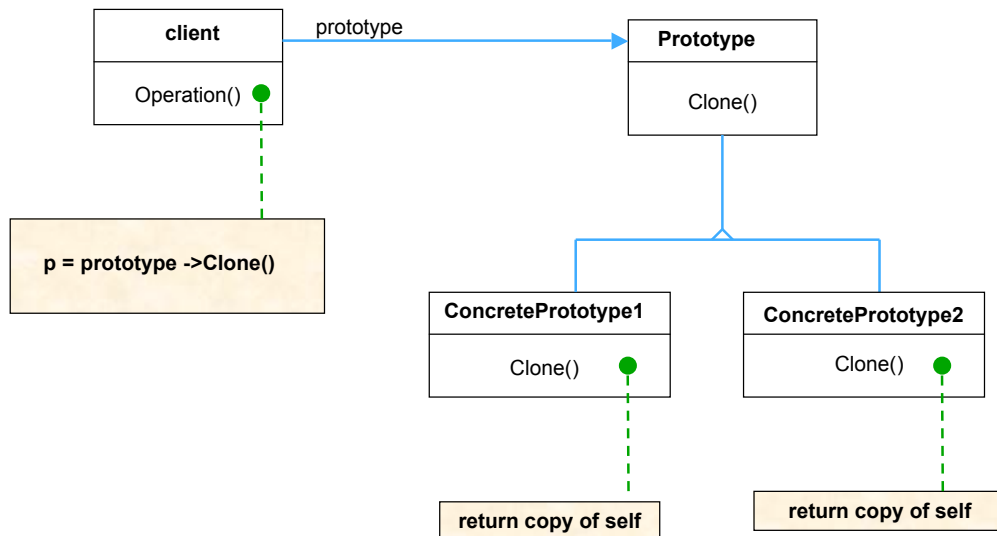 client
prototype
Prototype
Operation()
Clone()
p = prototype ->Clone()
ConcretePrototype1
ConcretePrototype2
Clone()
Clone()
return copy of self
return copy of self